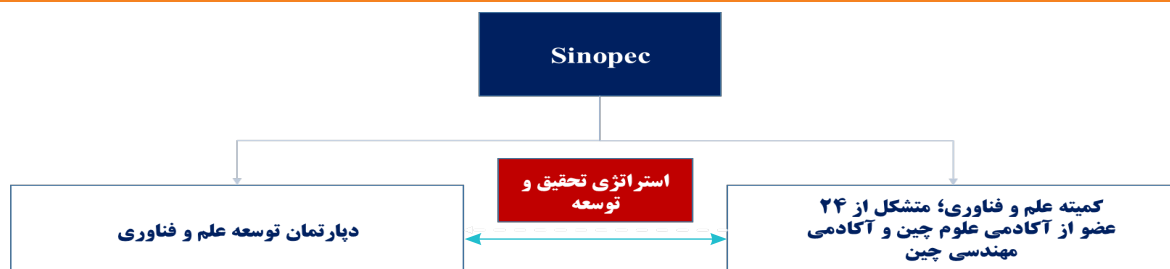 Sinopec
استراتژی تحقیق و
توسعه
کمیته علم و فناوری؛ متشکل از ۲۴
عضو از آکادمی علوم چین و آکادمی
مهندسی چین
دپارتمان توسعه علم و فناوری